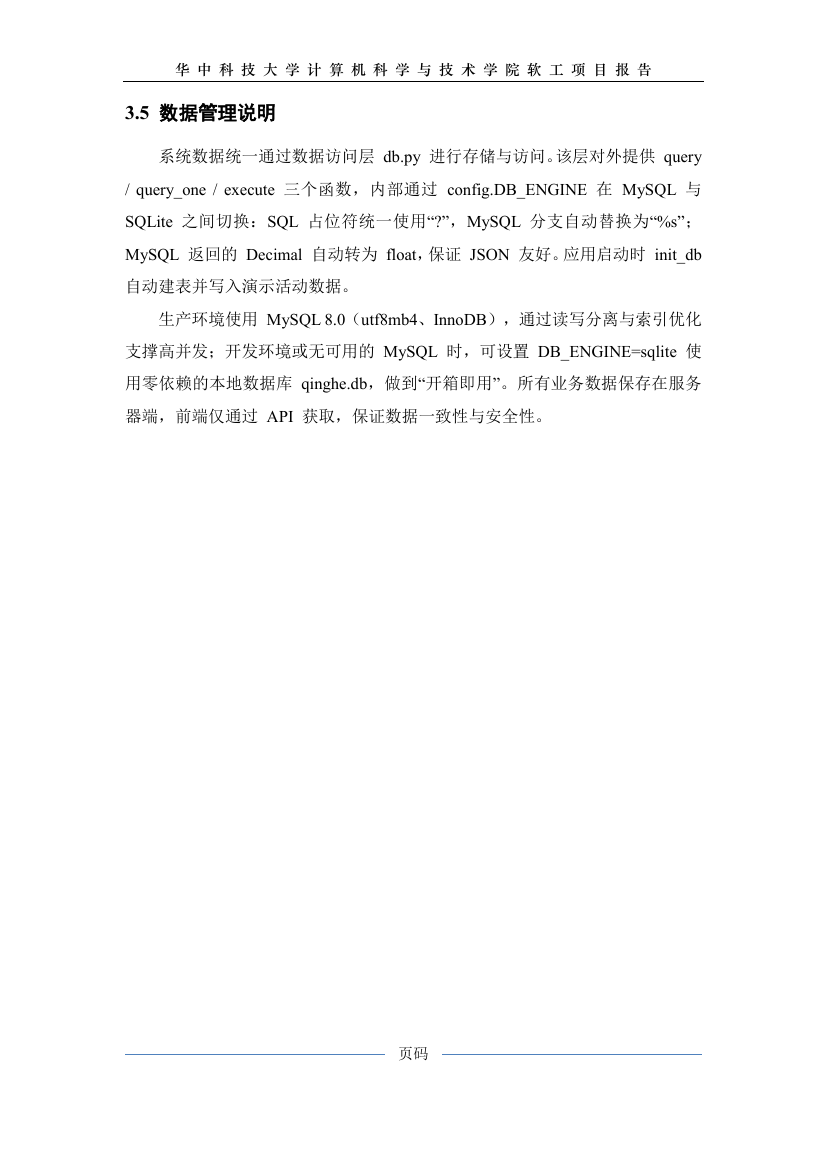 华中科技大学计算机科学与技术学院软工项目报告
3.5 数据管理说明
系统数据统一通过数据访问层 db.py 进行存储与访问。该层对外提供 query
/ query_one / execute 三个函数，内部通过 config.DB_ENGINE 在 MySQL 与
SQLite 之间切换：SQL 占位符统一使用“?”，MySQL 分支自动替换为“%s”；
MySQL 返回的 Decimal 自动转为 float，保证 JSON 友好。应用启动时 init_db
自动建表并写入演示活动数据。
生产环境使用 MySQL 8.0（utf8mb4、InnoDB），通过读写分离与索引优化
支撑高并发；开发环境或无可用的 MySQL 时，可设置 DB_ENGINE=sqlite 使
用零依赖的本地数据库 qinghe.db，做到“开箱即用”。所有业务数据保存在服务
器端，前端仅通过 API 获取，保证数据一致性与安全性。
页码